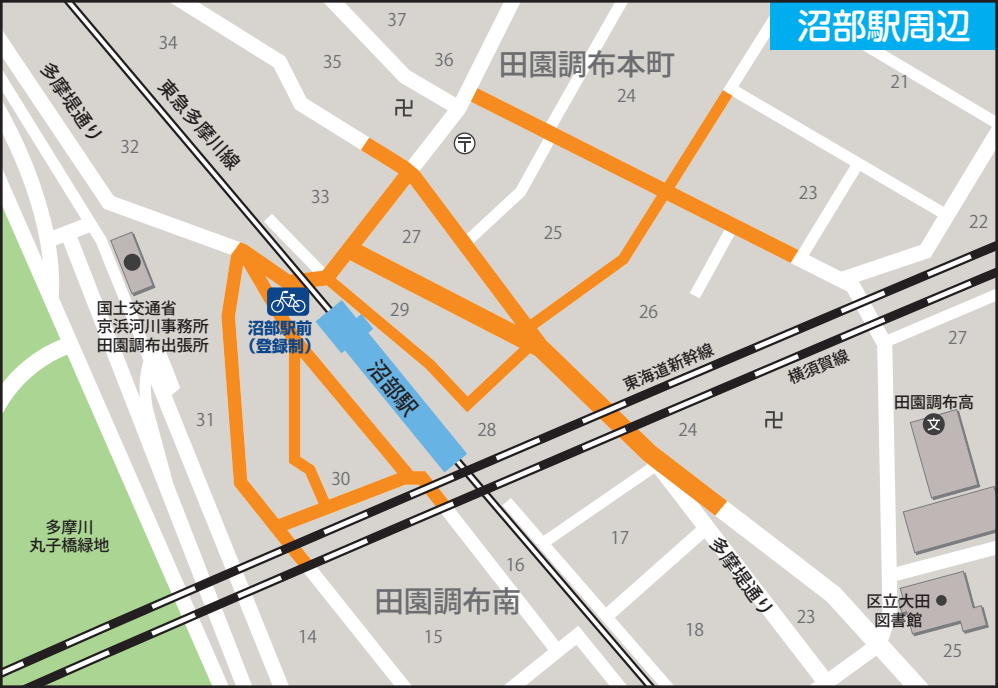 沼部駅周辺
37
34
35
36
田園調布本町
24
21
多摩堤通り
東急多摩川線
卍
〒
32
33
23
22
27
25
国土交通省
京浜河川事務所
田園調布出張所
沼部駅前
（登録制）
29
26
27
沼部駅
東海道新幹線
横須賀線
田園調布高
文
31
28
24
卍
30
多摩川
丸子橋緑地
17
16
多摩堤通り
田園調布南
区立大田
図書館
14
15
18
23
25